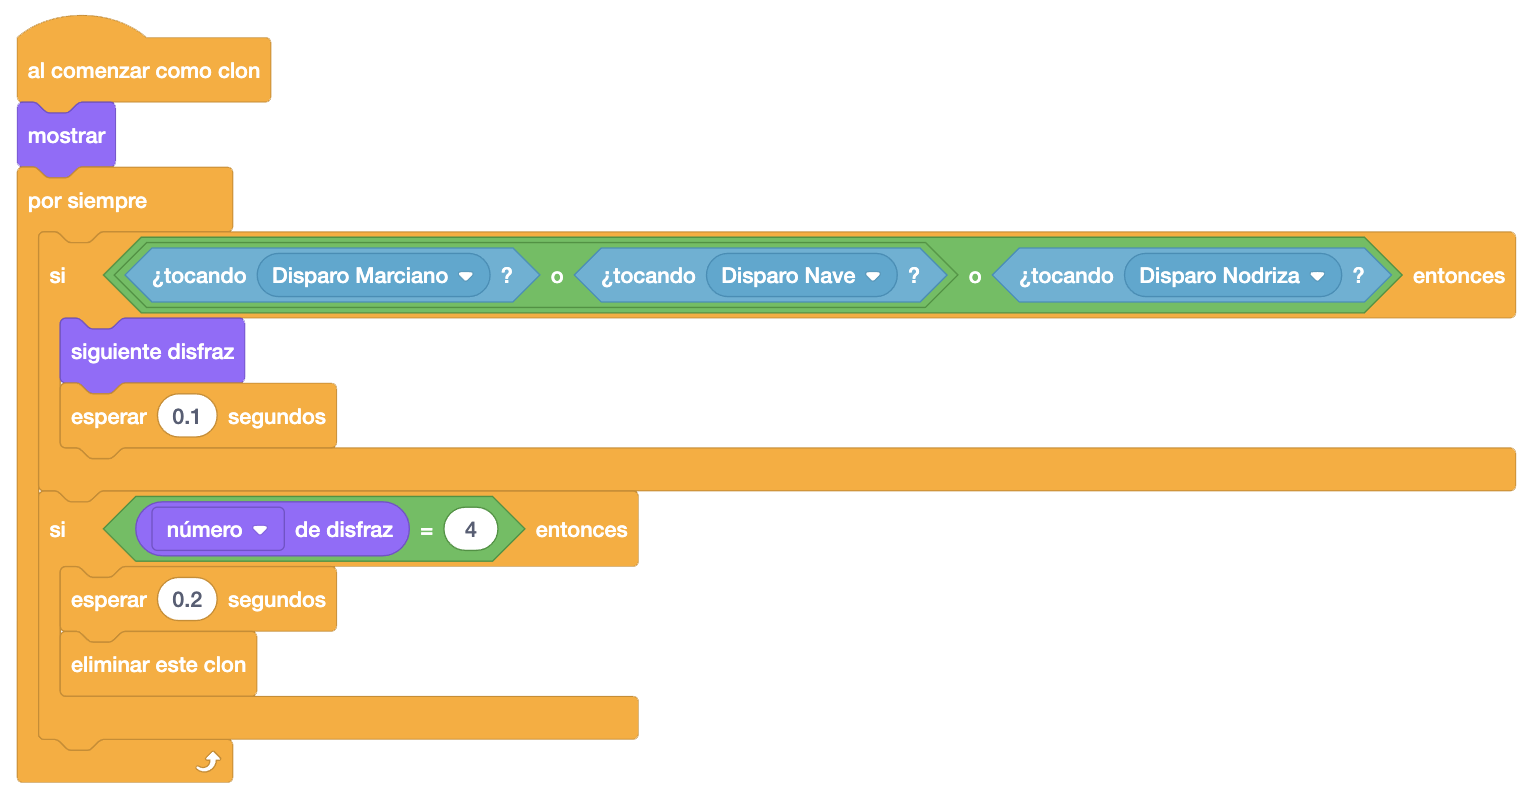 al comenzar como clon
mostrar
por siempre
si ¿tocando Disparo Marciano ? o ¿tocando Disparo Nave ? o ¿tocando Disparo Nodriza ? entonces
siguiente disfraz
esperar 0.1 segundos
si número de disfraz = 4 entonces
esperar 0.2 segundos
eliminar este clon